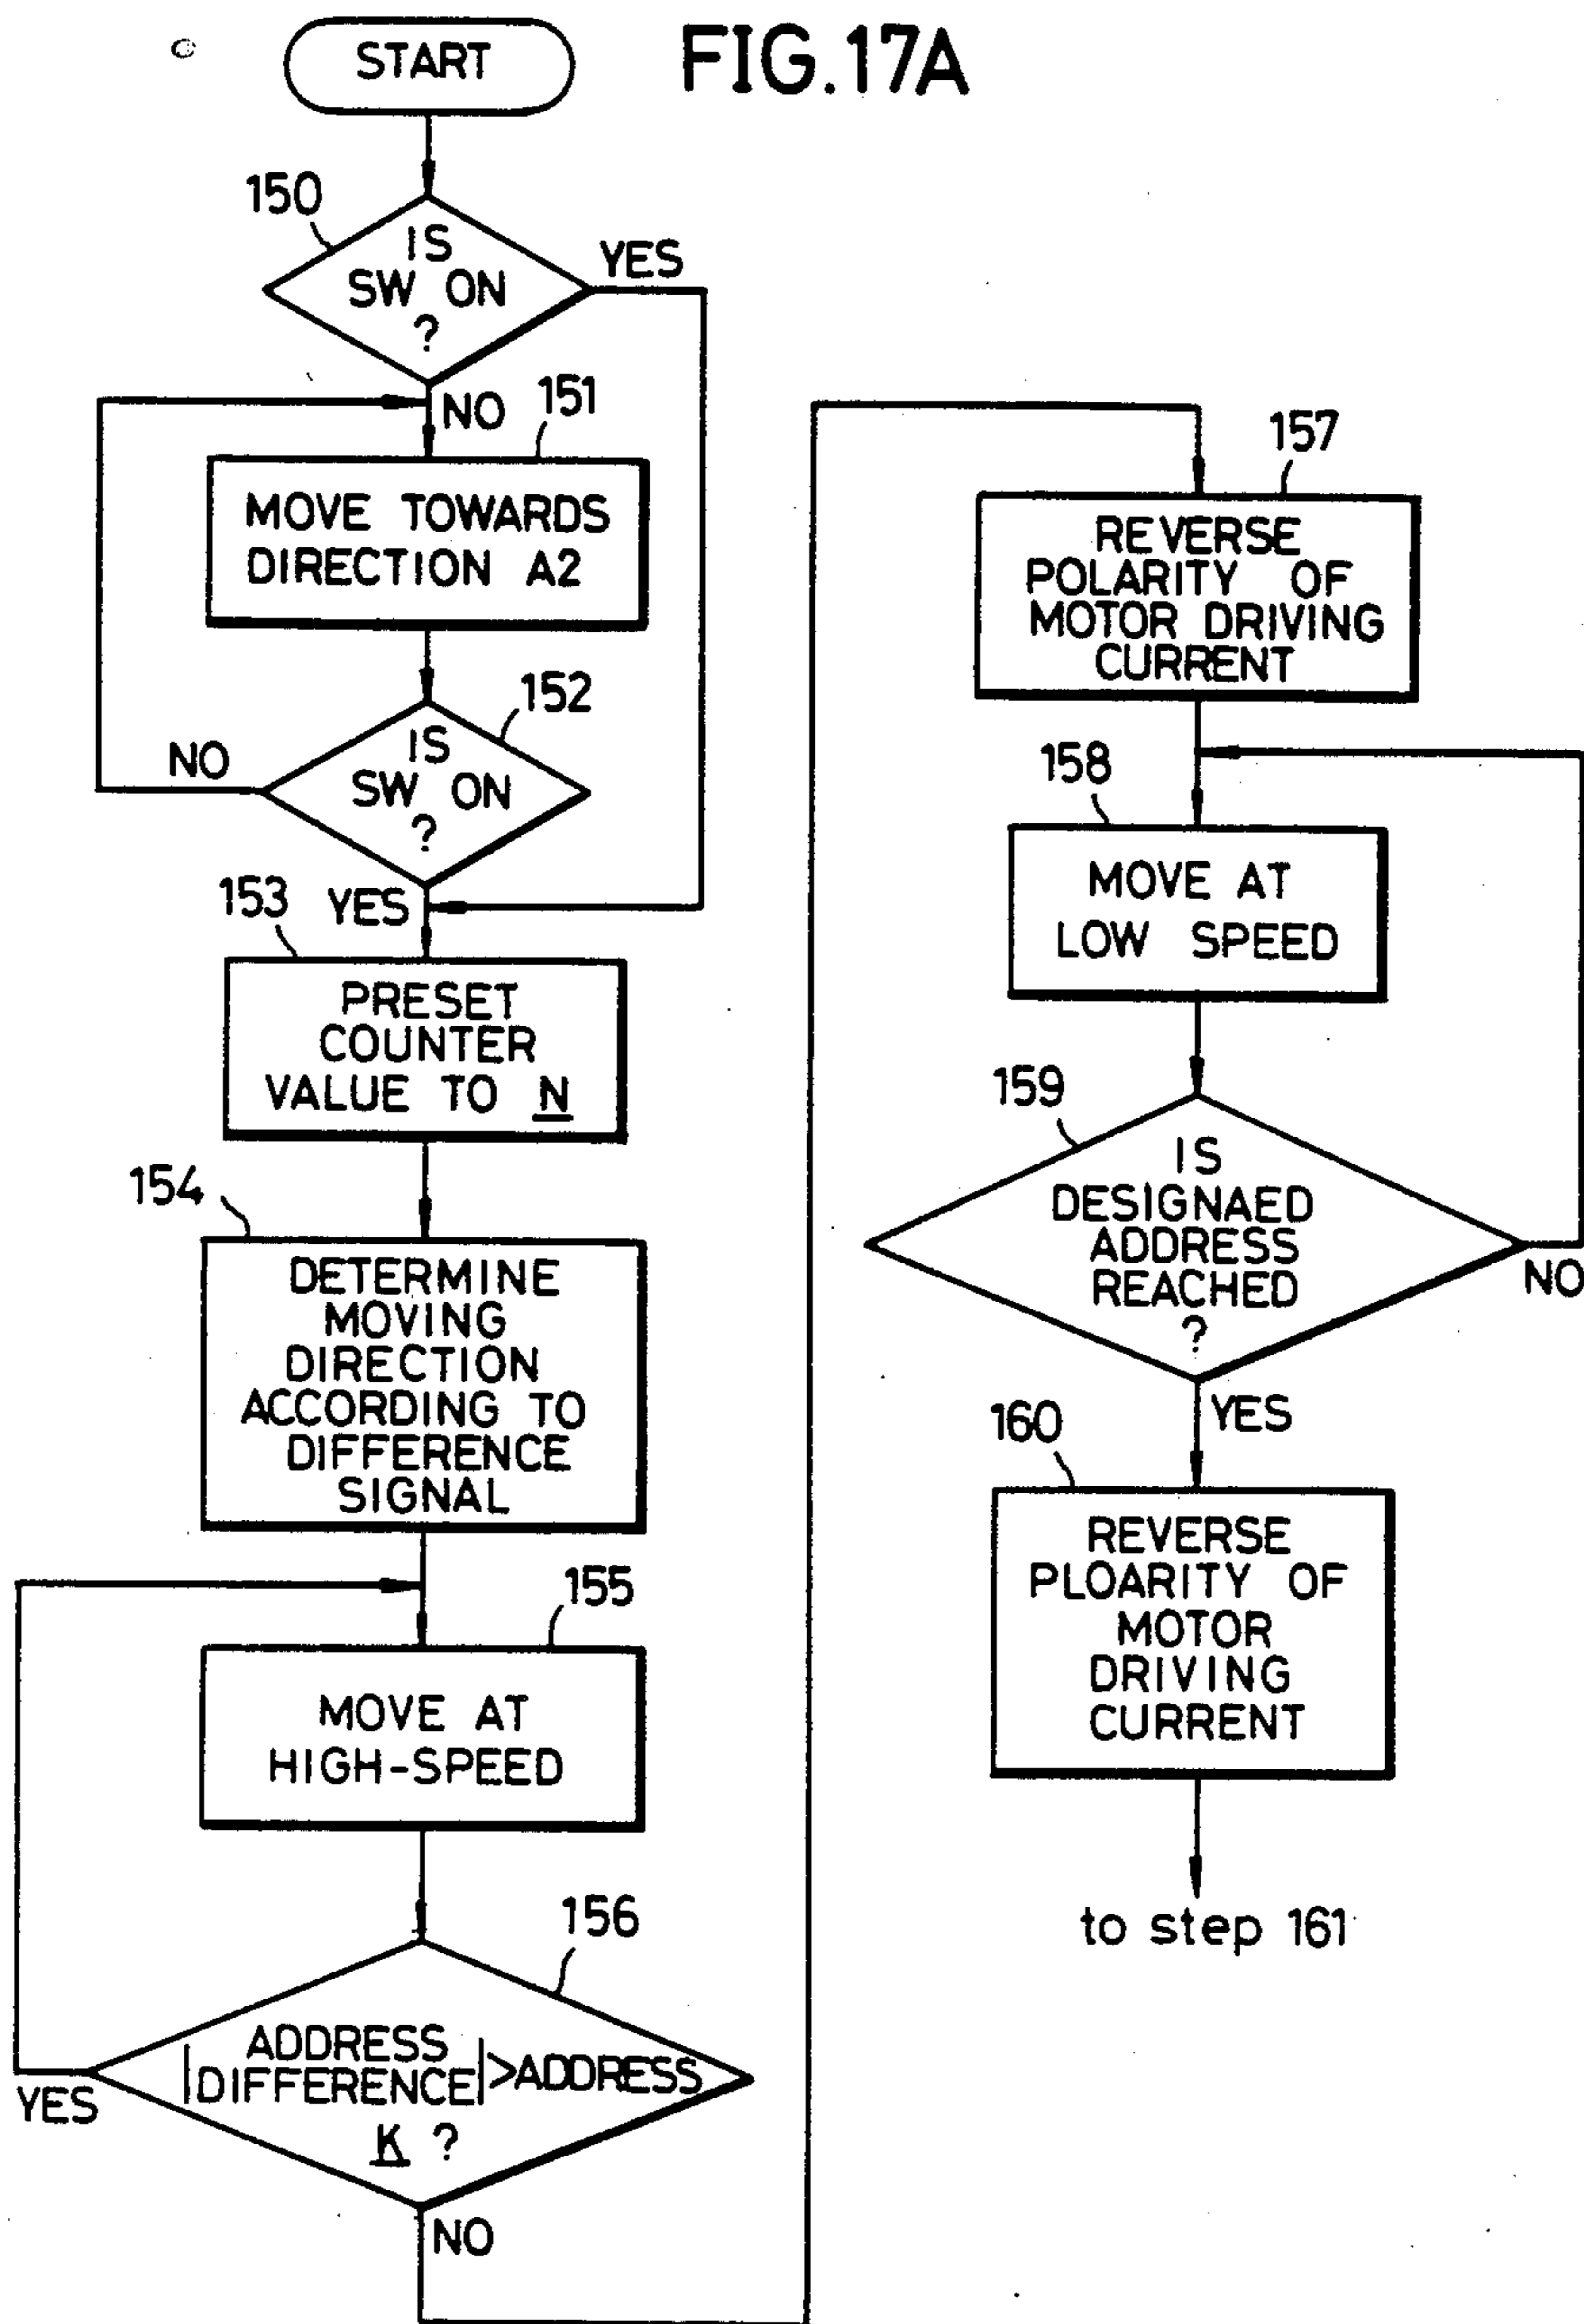 FIG.17A
START
150
IS
SW ON
?
YES
NO
151
MOVE TOWARDS
DIRECTION A2
152
IS
SW ON
?
NO
YES
153
PRESET
COUNTER
VALUE TO N
154
DETERMINE
MOVING
DIRECTION
ACCORDING TO
DIFFERENCE
SIGNAL
155
MOVE AT
HIGH-SPEED
156
ADDRESS
|DIFFERENCE|>ADDRESS
K ?
YES
NO
157
REVERSE
POLARITY OF
MOTOR DRIVING
CURRENT
158
MOVE AT
LOW SPEED
159
IS
DESIGNAED
ADDRESS
REACHED
?
NO
YES
160
REVERSE
PLOARITY OF
MOTOR
DRIVING
CURRENT
to step 161